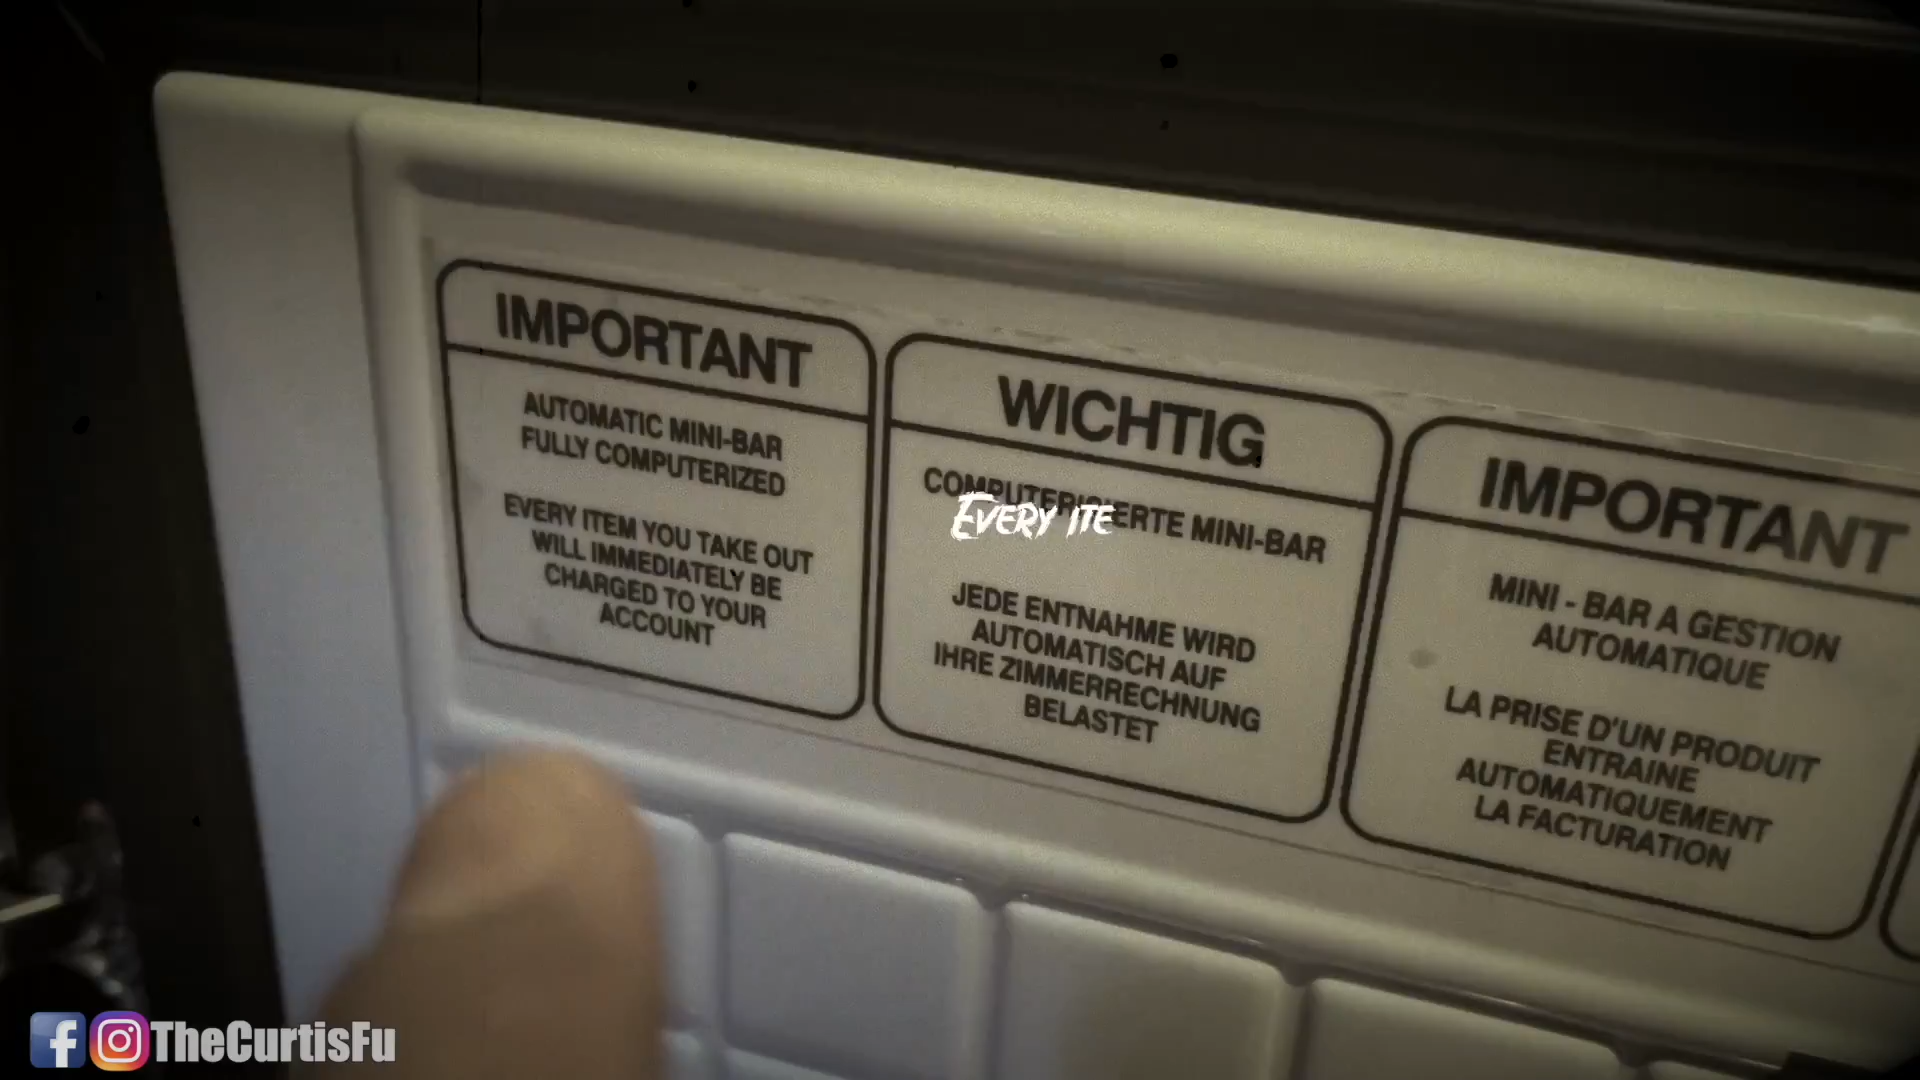 IMPORTANT
AUTOMATIC MINI-BAR
FULLY COMPUTERIZED
EVERY ITEM YOU TAKE OUT
WILL IMMEDIATELY BE
CHARGED TO YOUR
ACCOUNT
WICHTIG
MINI-BAR
JEDE ENTNAHME WIRD
AUTOMATISCH AUF
IHRE ZIMMERRECHNUNG
BELASTET
IMPORTANT
MINI - BAR A GESTION
AUTOMATIQUE
LA PRISE D'UN PRODUIT
ENTRAINE
AUTOMATIQUEMENT
LA FACTURATION
EVERY ITE
TheCurtisFu